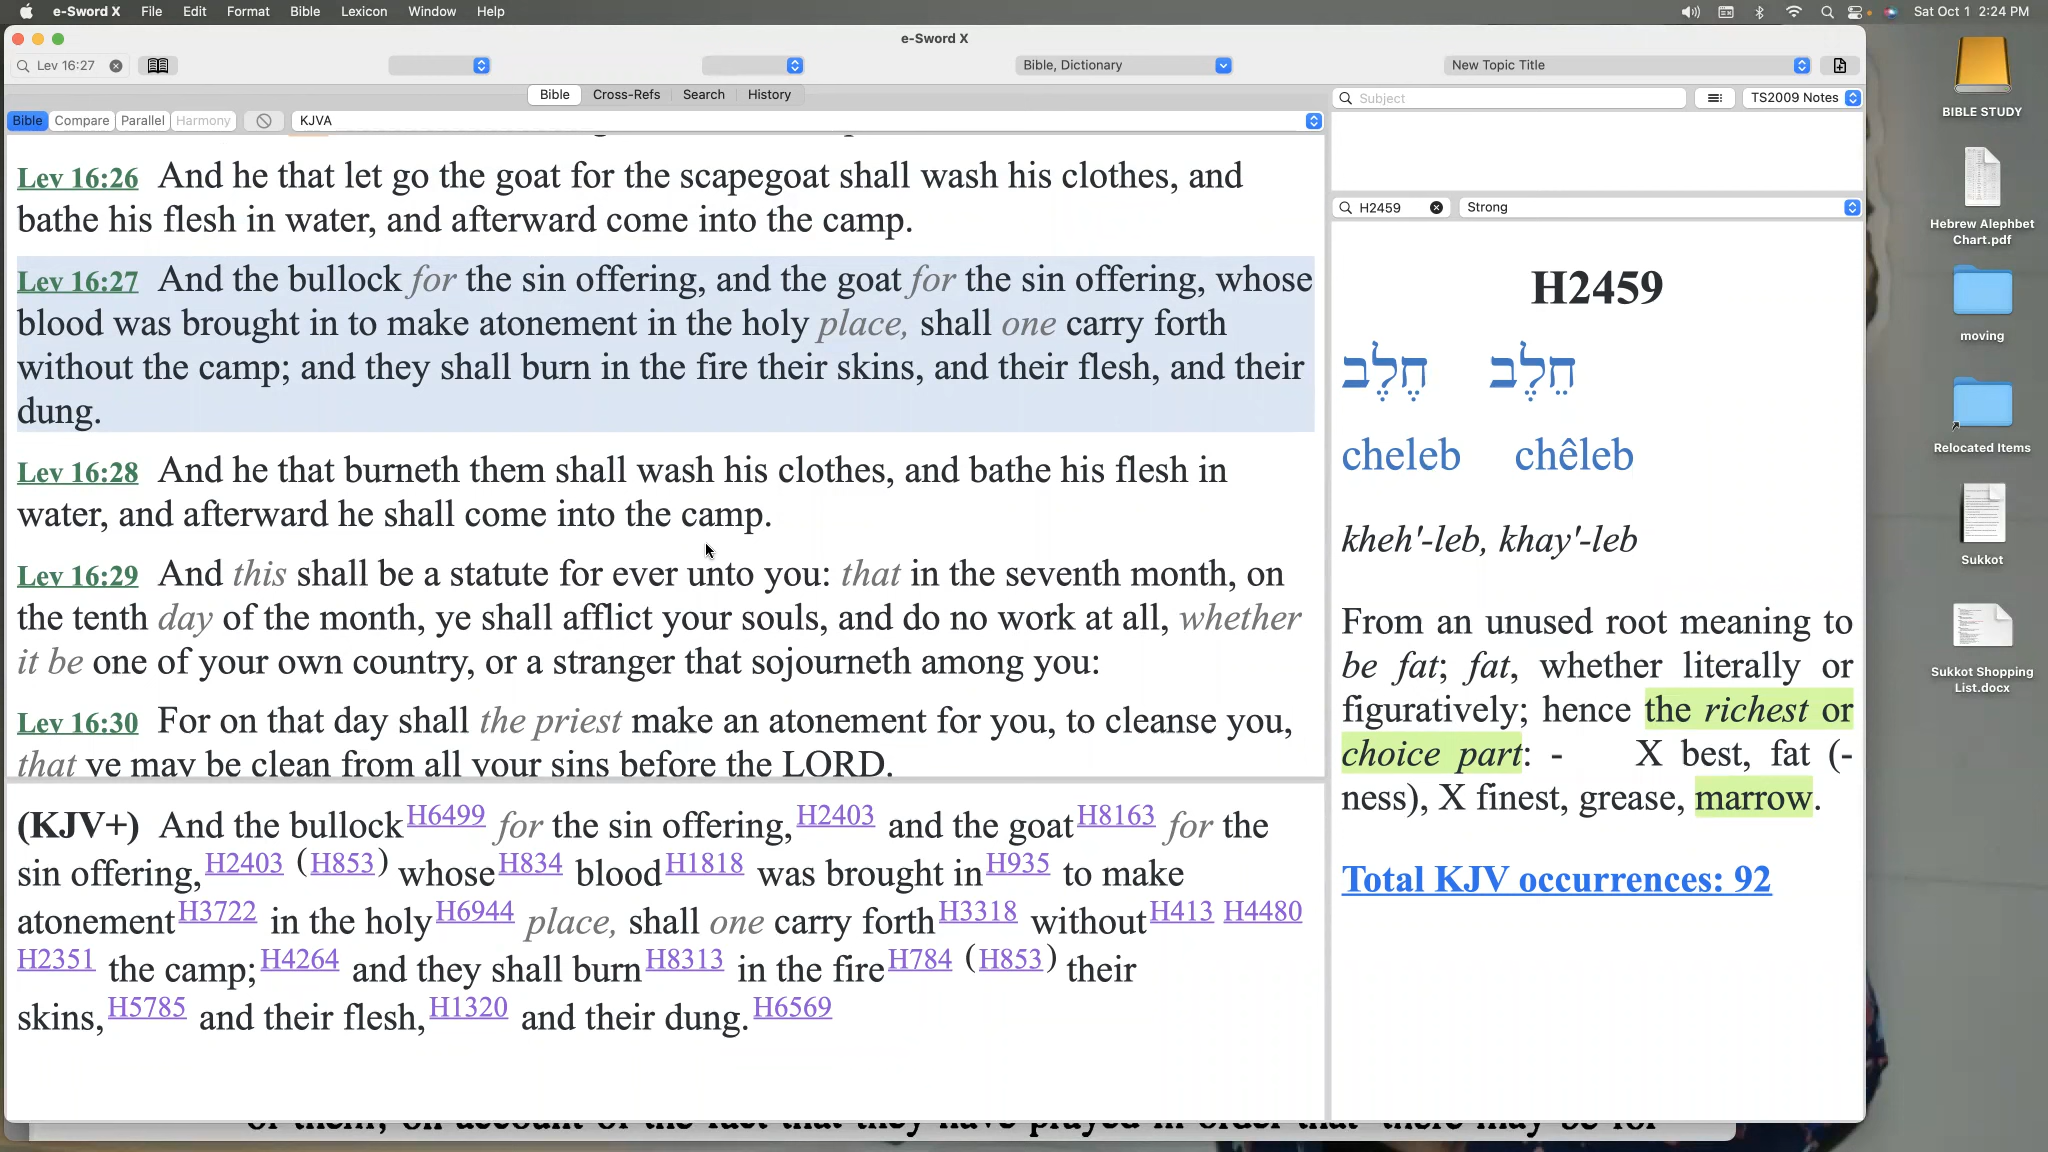 e-Sword X File Edit Format Bible Lexicon Window Help
Sat Oct 1 2:24 PM
e-Sword X
Lev 16:27
Bible, Dictionary
New Topic Title
Bible Cross-Refs Search History
Bible Compare Parallel Harmony
KJVA
Lev 16:26 And he that let go the goat for the scapegoat shall wash his clothes, and
bathe his flesh in water, and afterward come into the camp.
Lev 16:27 And the bullock for the sin offering, and the goat for the sin offering, whose
blood was brought in to make atonement in the holy place, shall one carry forth
without the camp; and they shall burn in the fire their skins, and their flesh, and their
dung.
Lev 16:28 And he that burneth them shall wash his clothes, and bathe his flesh in
water, and afterward he shall come into the camp.
Lev 16:29 And this shall be a statute for ever unto you: that in the seventh month, on
the tenth day of the month, ye shall afflict your souls, and do no work at all, whether
it be one of your own country, or a stranger that sojourneth among you:
Lev 16:30 For on that day shall the priest make an atonement for you, to cleanse you,
that ye may be clean from all your sins before the LORD.
(KJV+) And the bullock H6499 for the sin offering, H2403 and the goat H8163 for the
sin offering, H2403 (H853) whose H834 blood H1818 was brought in H935 to make
atonement H3722 in the holy H6944 place, shall one carry forth H3318 without H413 H4480
H2351 the camp; H4264 and they shall burn H8313 in the fire H784 (H853) their
skins, H5785 and their flesh, H1320 and their dung. H6569
Subject
TS2009 Notes
H2459
Strong
H2459
חֶלֶב חֵלֶב
cheleb chêleb
kheh'-leb, khay'-leb
From an unused root meaning to
be fat; fat, whether literally or
figuratively; hence the richest or
choice part: - X best, fat (-
ness), X finest, grease, marrow.
Total KJV occurrences: 92
of them, on account of the fact that they have prayed in order that there may be for
BIBLE STUDY
Hebrew Alephbet
Chart.pdf
moving
Relocated Items
Sukkot
Sukkot Shopping
List.docx